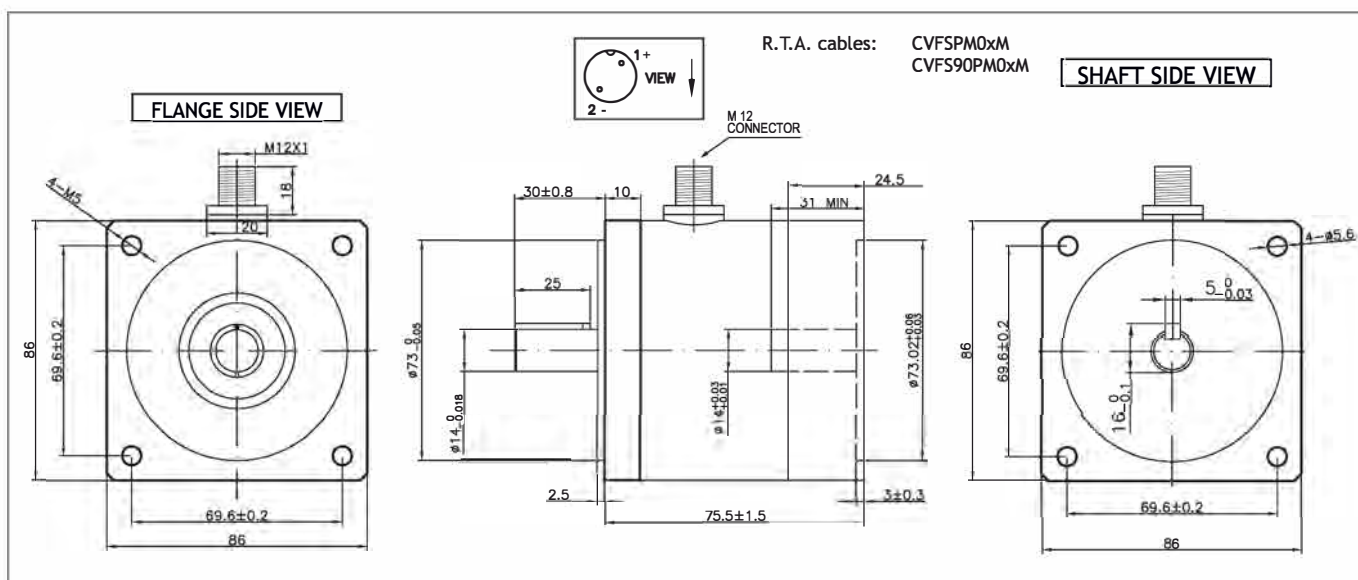 R.T.A. cables: CVFSPM0xM
CVFS90PM0xM
SHAFT SIDE VIEW
FLANGE SIDE VIEW
1+
VIEW
2 -
M 12
CONNECTOR
M12X1
4-M5
18
20
86
69.6±0.2
69.6±0.2
86
30±0.8
10
24.5
31 MIN
25
ø73 0 -0.05
ø14 0 -0.018
ø14 +0.03 +0.01
ø73.02 +0.06 +0.03
2.5
75.5±1.5
3±0.3
4-ø5.6
5 0 -0.03
86
69.6±0.2
16 0 -0.1
69.6±0.2
86